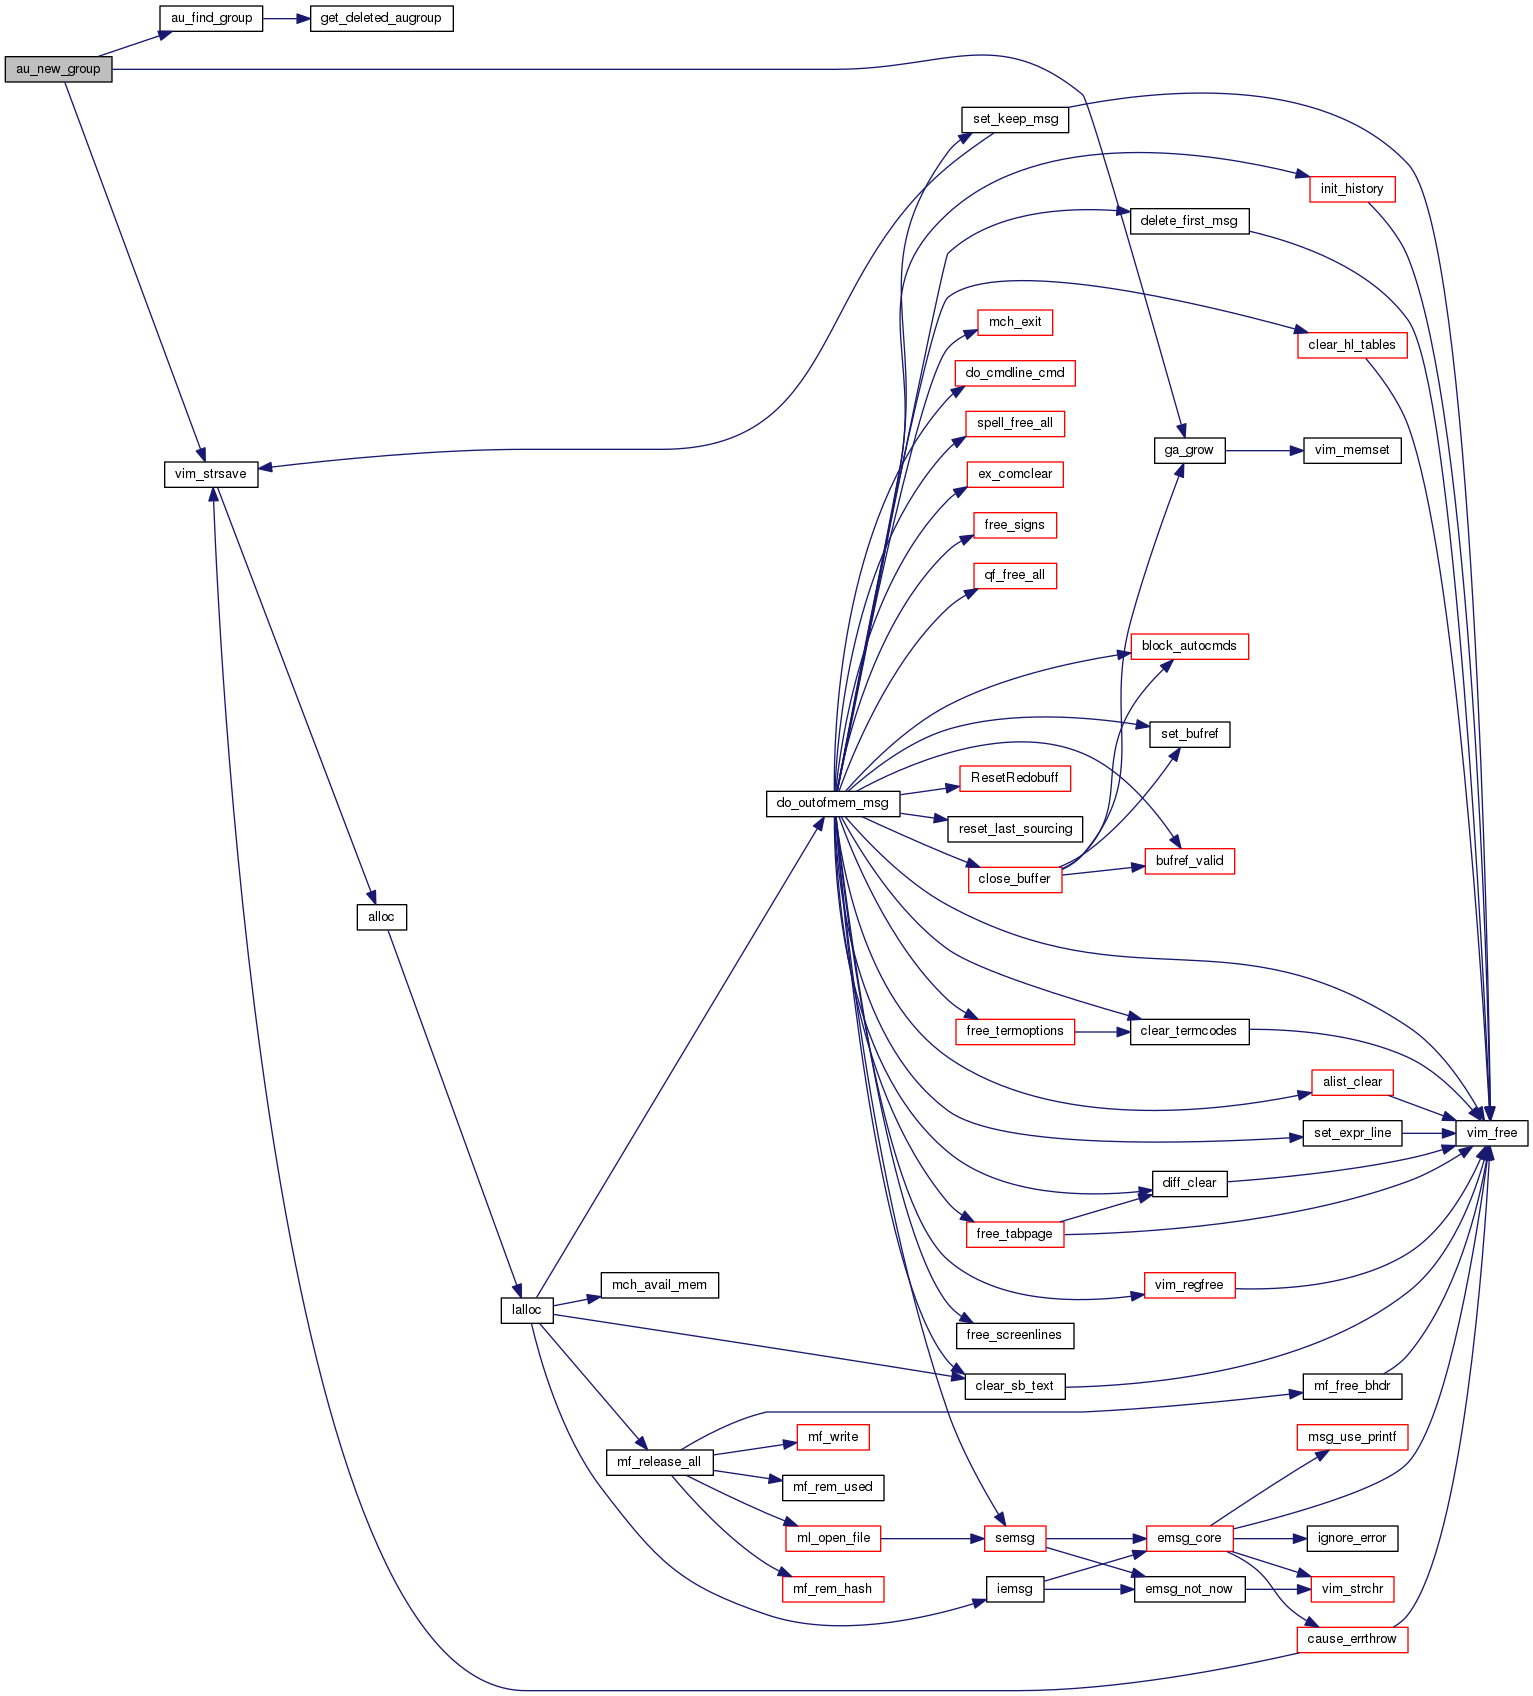 au_find_group
get_deleted_augroup
au_new_group
set_keep_msg
init_history
delete_first_msg
mch_exit
clear_hl_tables
do_cmdline_cmd
spell_free_all
ga_grow
vim_memset
vim_strsave
ex_comclear
free_signs
qf_free_all
block_autocmds
set_bufref
ResetRedobuff
do_outofmem_msg
reset_last_sourcing
bufref_valid
close_buffer
alloc
free_termoptions
clear_termcodes
alist_clear
set_expr_line
vim_free
diff_clear
free_tabpage
mch_avail_mem
vim_regfree
lalloc
free_screenlines
clear_sb_text
mf_free_bhdr
mf_write
msg_use_printf
mf_release_all
mf_rem_used
ml_open_file
semsg
emsg_core
ignore_error
mf_rem_hash
iemsg
emsg_not_now
vim_strchr
cause_errthrow